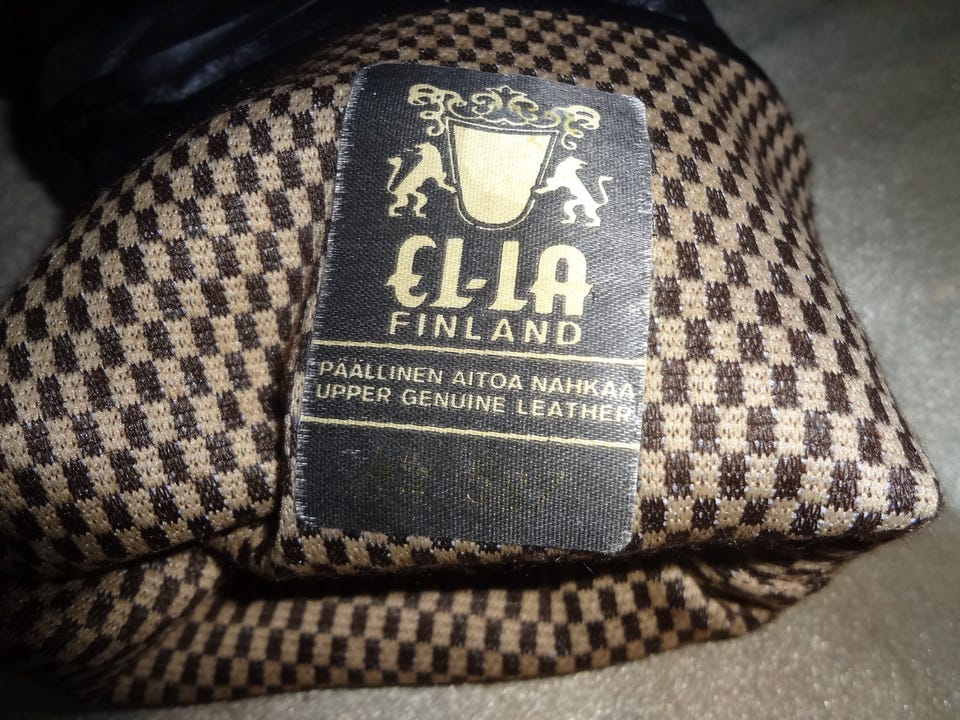 El-LA
FINLAND
PÄÄLLINEN AITOA NAHKAA
UPPER GENUINE LEATHER